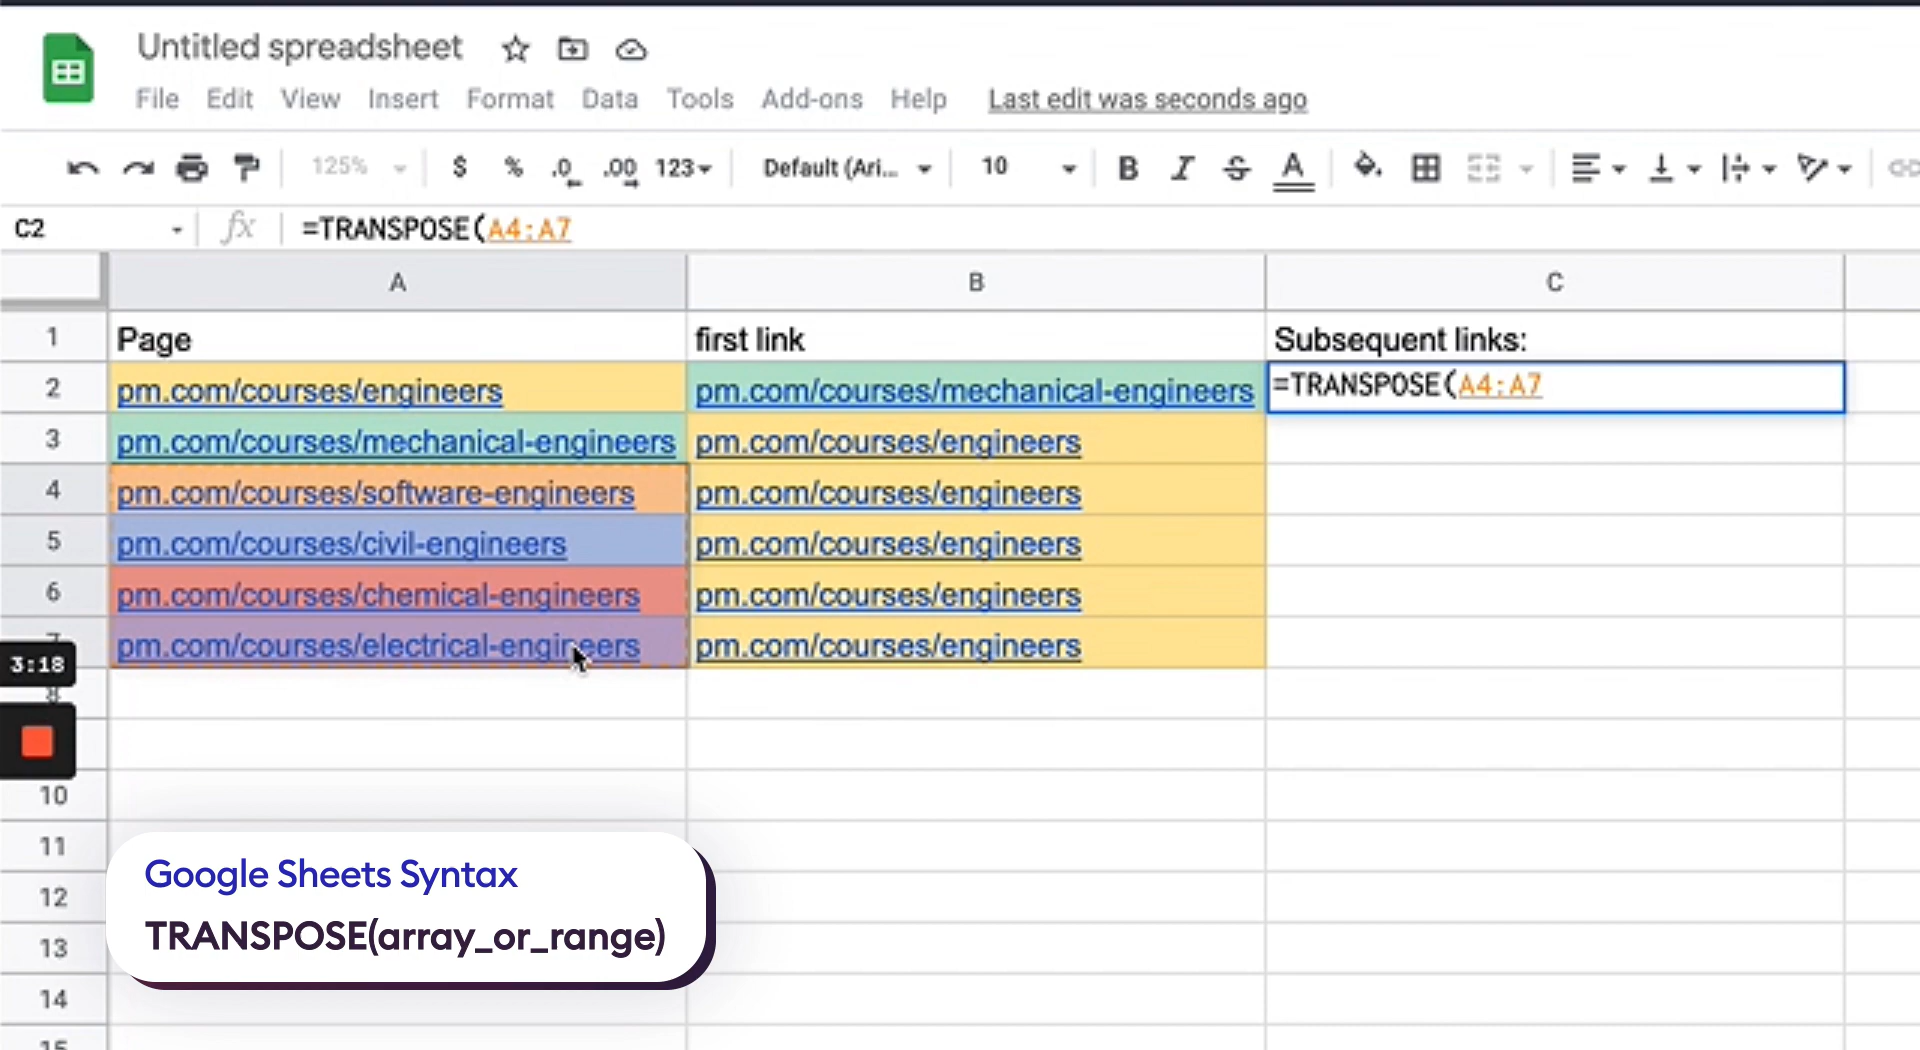 Untitled spreadsheet
File Edit View Insert Format Data Tools Add-ons Help Last edit was seconds ago
125% $ % .0 .00 123 Default (Ari... 10 B I S A
C2 fx =TRANSPOSE(A4:A7
A B C
1 Page first link Subsequent links:
2 pm.com/courses/engineers pm.com/courses/mechanical-engineers =TRANSPOSE(A4:A7
3 pm.com/courses/mechanical-engineers pm.com/courses/engineers
4 pm.com/courses/software-engineers pm.com/courses/engineers
5 pm.com/courses/civil-engineers pm.com/courses/engineers
6 pm.com/courses/chemical-engineers pm.com/courses/engineers
7 pm.com/courses/electrical-engineers pm.com/courses/engineers
3:18
8
10
11
Google Sheets Syntax
12
TRANSPOSE(array_or_range)
13
14
15